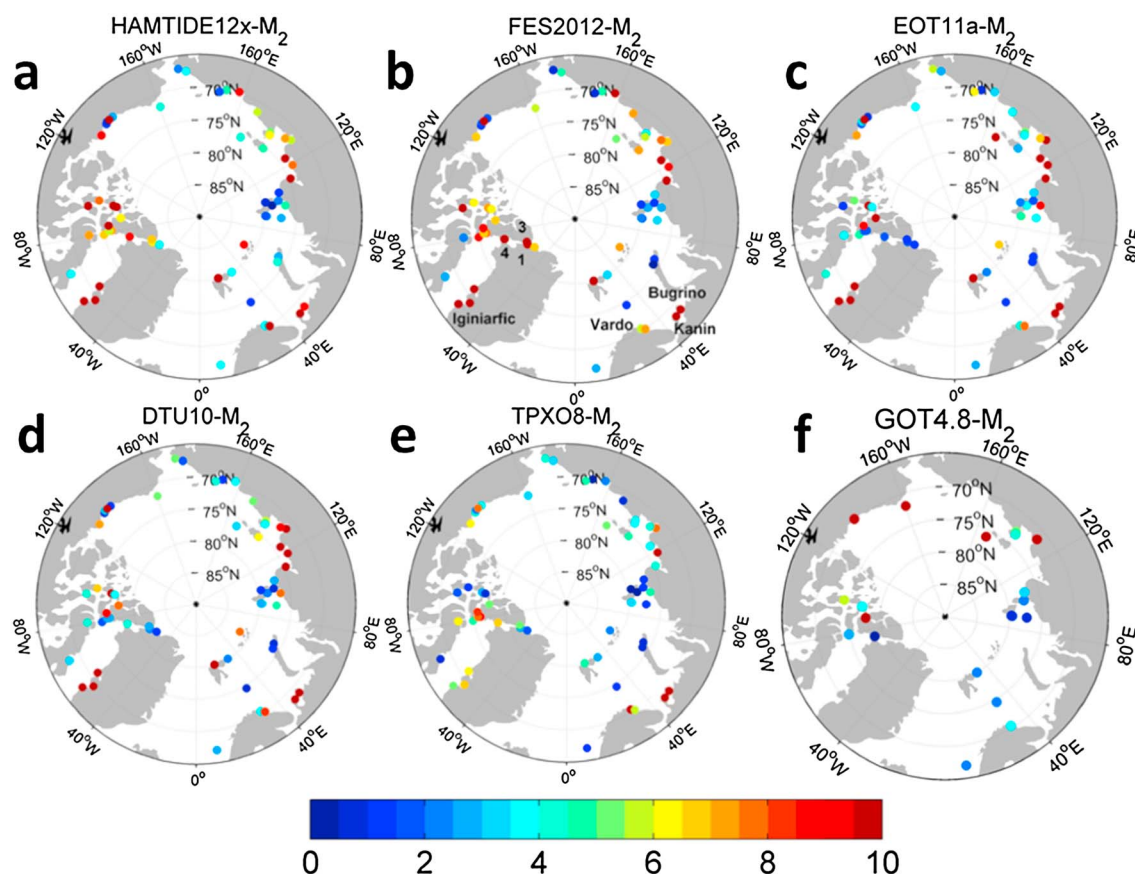 HAMTIDE12x-M2
FES2012-M2
EOT11a-M2
a
b
c
160°W
160°E
160°W
160°E
160°W
160°E
120°W
120°E
120°W
120°E
120°W
120°E
70°N
75°N
80°N
85°N
70°N
75°N
80°N
85°N
70°N
75°N
80°N
85°N
3
4
1
80°W
80°E
80°W
80°E
80°W
80°E
Bugrino
Iginiarfic
Vardo
Kanin
40°W
40°E
40°W
40°E
40°W
40°E
0°
0°
0°
DTU10-M2
TPXO8-M2
GOT4.8-M2
d
e
f
160°W
160°E
160°W
160°E
160°W
160°E
120°W
120°E
120°W
120°E
120°W
120°E
70°N
75°N
80°N
85°N
70°N
75°N
80°N
85°N
70°N
75°N
80°N
85°N
80°W
80°E
80°W
80°E
80°W
80°E
40°W
40°E
40°W
40°E
40°W
40°E
0°
0°
0°
0 2 4 6 8 10